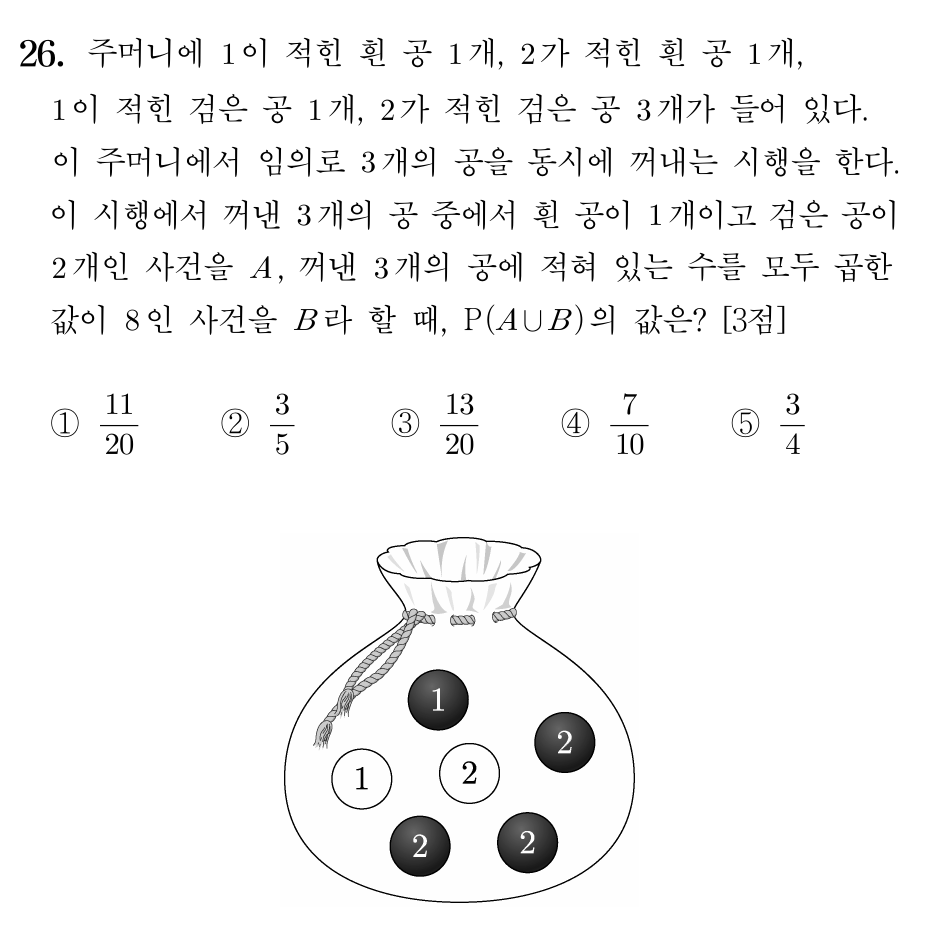 26. 주머니에 1이 적힌 흰 공 1개, 2가 적힌 흰 공 1개,
1이 적힌 검은 공 1개, 2가 적힌 검은 공 3개가 들어 있다.
이 주머니에서 임의로 3개의 공을 동시에 꺼내는 시행을 한다.
이 시행에서 꺼낸 3개의 공 중에서 흰 공이 1개이고 검은 공이
2개인 사건을 A, 꺼낸 3개의 공에 적혀 있는 수를 모두 곱한
값이 8인 사건을 B라 할 때, P(A∪B)의 값은? [3점]
① 11/20 ② 3/5 ③ 13/20 ④ 7/10 ⑤ 3/4
1
2
1 2
2 2